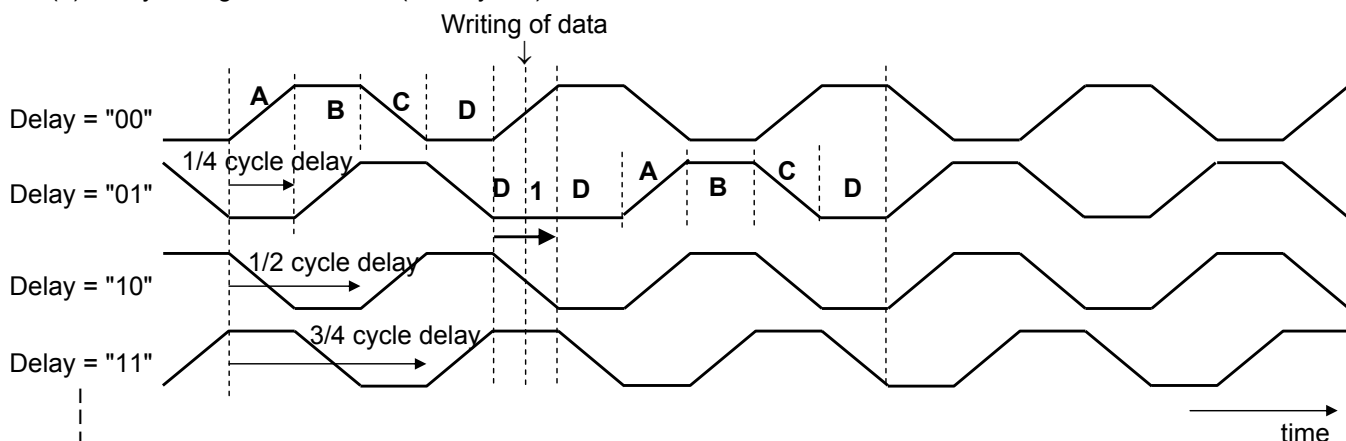 Writing of data
↓
A B C D
Delay = "00"
1/4 cycle delay
Delay = "01"
D 1 D A B C D
1/2 cycle delay
Delay = "10"
3/4 cycle delay
Delay = "11"
time